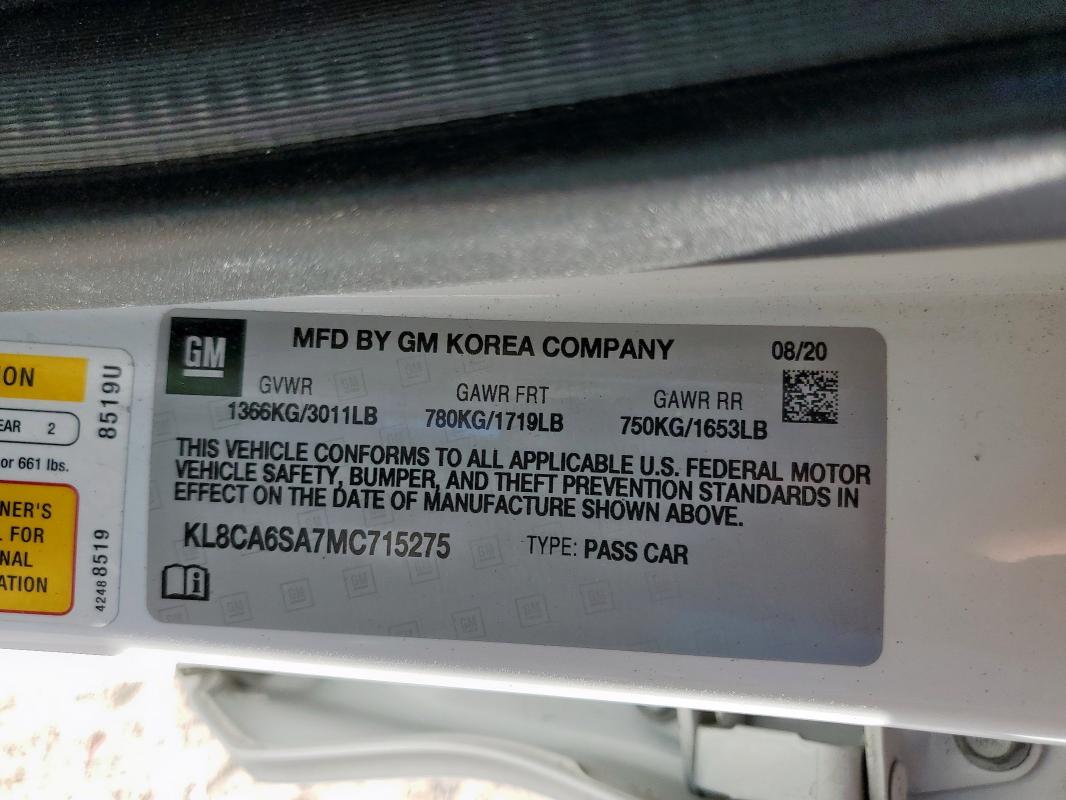 GM
MFD BY GM KOREA COMPANY
08/20
GVWR
GAWR FRT
GAWR RR
1366KG/3011LB
780KG/1719LB
750KG/1653LB
THIS VEHICLE CONFORMS TO ALL APPLICABLE U.S. FEDERAL MOTOR
VEHICLE SAFETY, BUMPER, AND THEFT PREVENTION STANDARDS IN
EFFECT ON THE DATE OF MANUFACTURE SHOWN ABOVE.
KL8CA6SA7MC715275
TYPE: PASS CAR
ION
EAR 2
or 661 lbs.
NER'S
L FOR
NAL
ATION
8519U
4248 8519